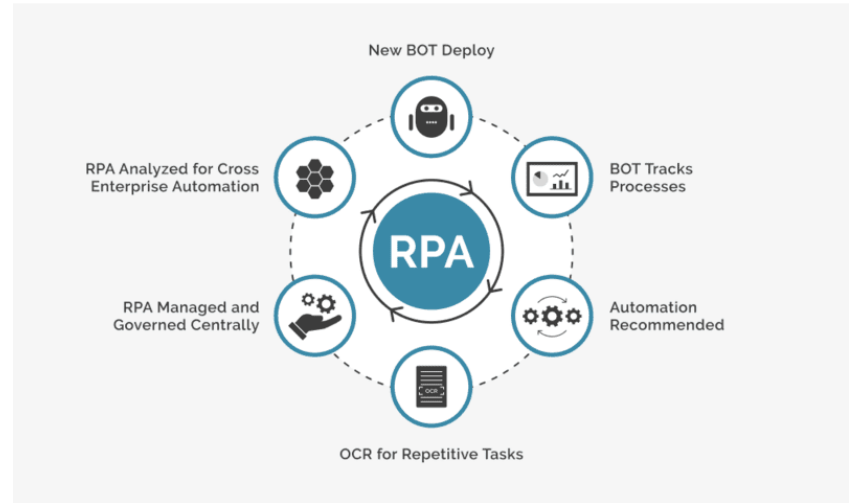 New BOT Deploy
RPA Analyzed for Cross
Enterprise Automation
BOT Tracks
Processes
RPA
RPA Managed and
Governed Centrally
Automation
Recommended
OCR
OCR for Repetitive Tasks